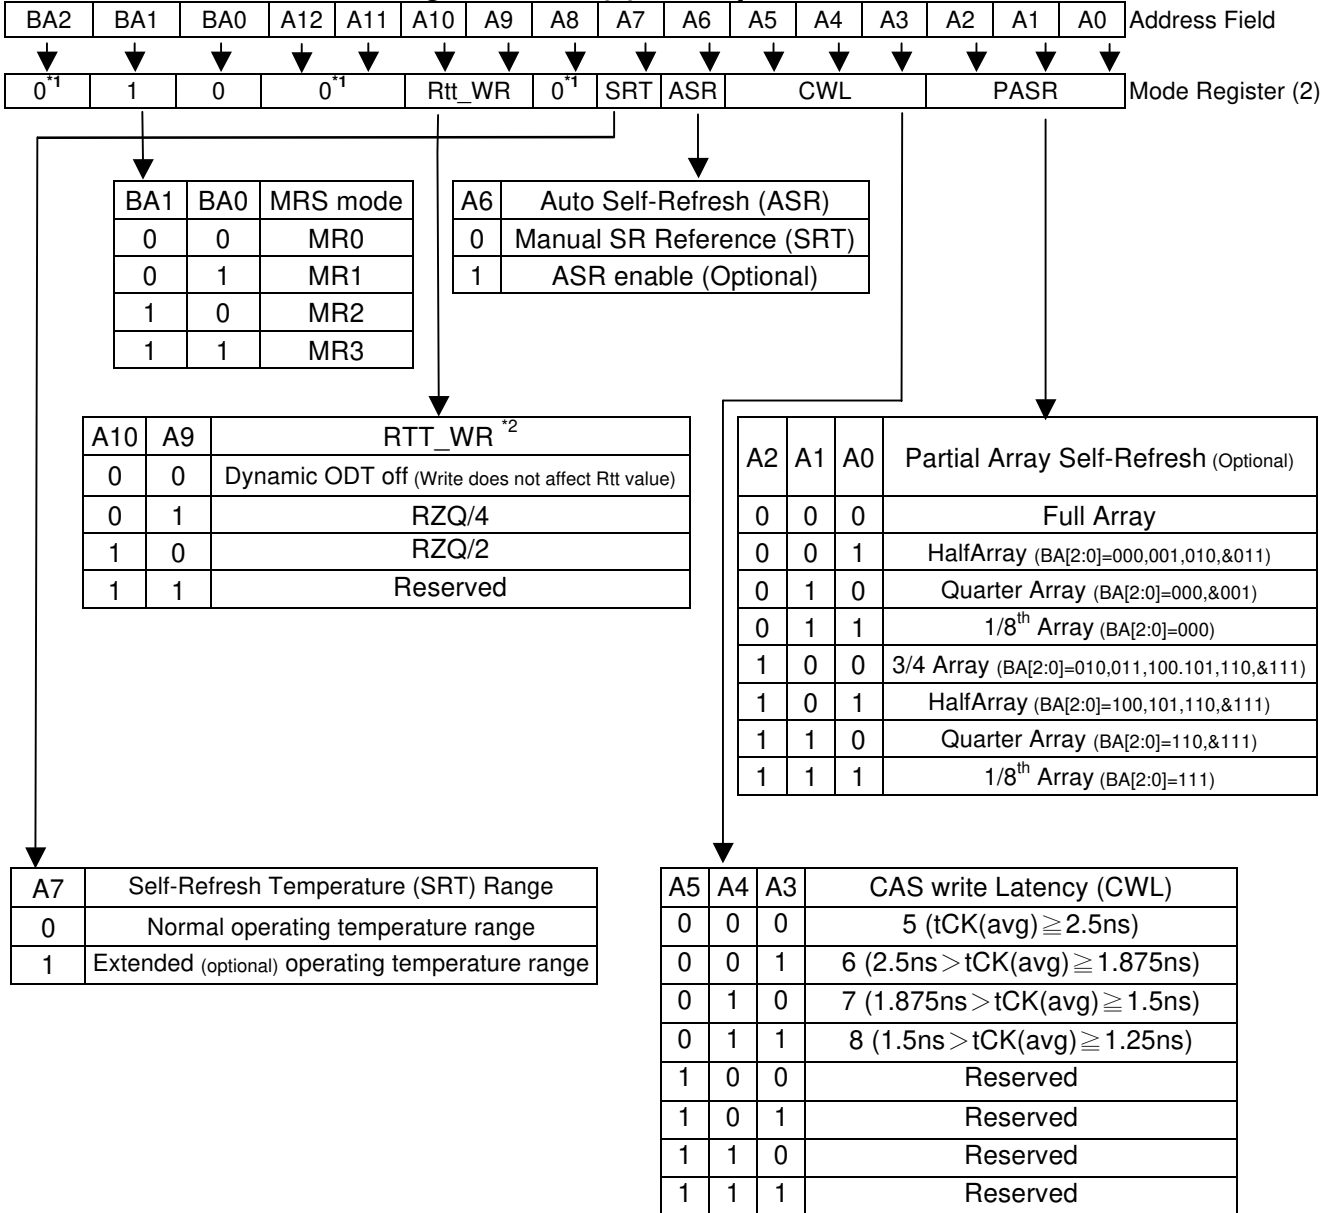 BA2 BA1 BA0 A12 A11 A10 A9 A8 A7 A6 A5 A4 A3 A2 A1 A0 Address Field
0*1 1 0 0*1 Rtt_WR 0*1 SRT ASR CWL PASR Mode Register (2)
BA1 BA0 MRS mode
0 0 MR0
0 1 MR1
1 0 MR2
1 1 MR3
A6 Auto Self-Refresh (ASR)
0 Manual SR Reference (SRT)
1 ASR enable (Optional)
A10 A9 RTT_WR *2
0 0 Dynamic ODT off (Write does not affect Rtt value)
0 1 RZQ/4
1 0 RZQ/2
1 1 Reserved
A2 A1 A0 Partial Array Self-Refresh (Optional)
0 0 0 Full Array
0 0 1 HalfArray (BA[2:0]=000,001,010,&011)
0 1 0 Quarter Array (BA[2:0]=000,&001)
0 1 1 1/8th Array (BA[2:0]=000)
1 0 0 3/4 Array (BA[2:0]=010,011,100.101,110,&111)
1 0 1 HalfArray (BA[2:0]=100,101,110,&111)
1 1 0 Quarter Array (BA[2:0]=110,&111)
1 1 1 1/8th Array (BA[2:0]=111)
A7 Self-Refresh Temperature (SRT) Range
0 Normal operating temperature range
1 Extended (optional) operating temperature range
A5 A4 A3 CAS write Latency (CWL)
0 0 0 5 (tCK(avg)≧2.5ns)
0 0 1 6 (2.5ns>tCK(avg)≧1.875ns)
0 1 0 7 (1.875ns>tCK(avg)≧1.5ns)
0 1 1 8 (1.5ns>tCK(avg)≧1.25ns)
1 0 0 Reserved
1 0 1 Reserved
1 1 0 Reserved
1 1 1 Reserved